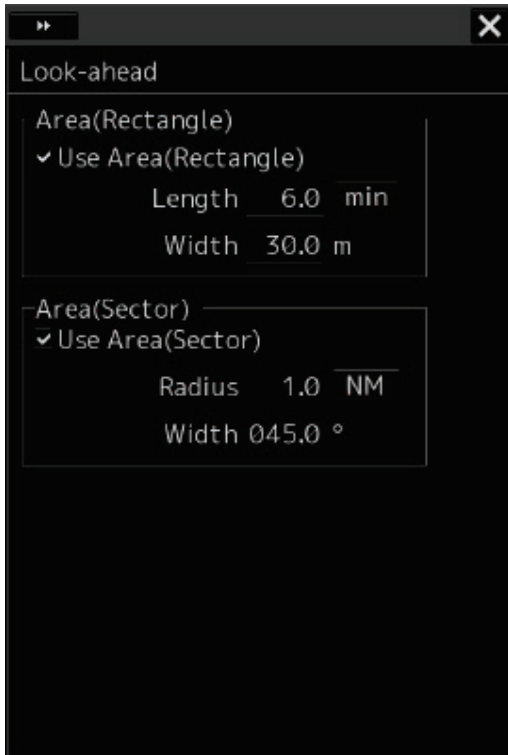 Look-ahead
Area(Rectangle)
Use Area(Rectangle)
Length 6.0 min
Width 30.0 m
Area(Sector)
Use Area(Sector)
Radius 1.0 NM
Width 045.0 °